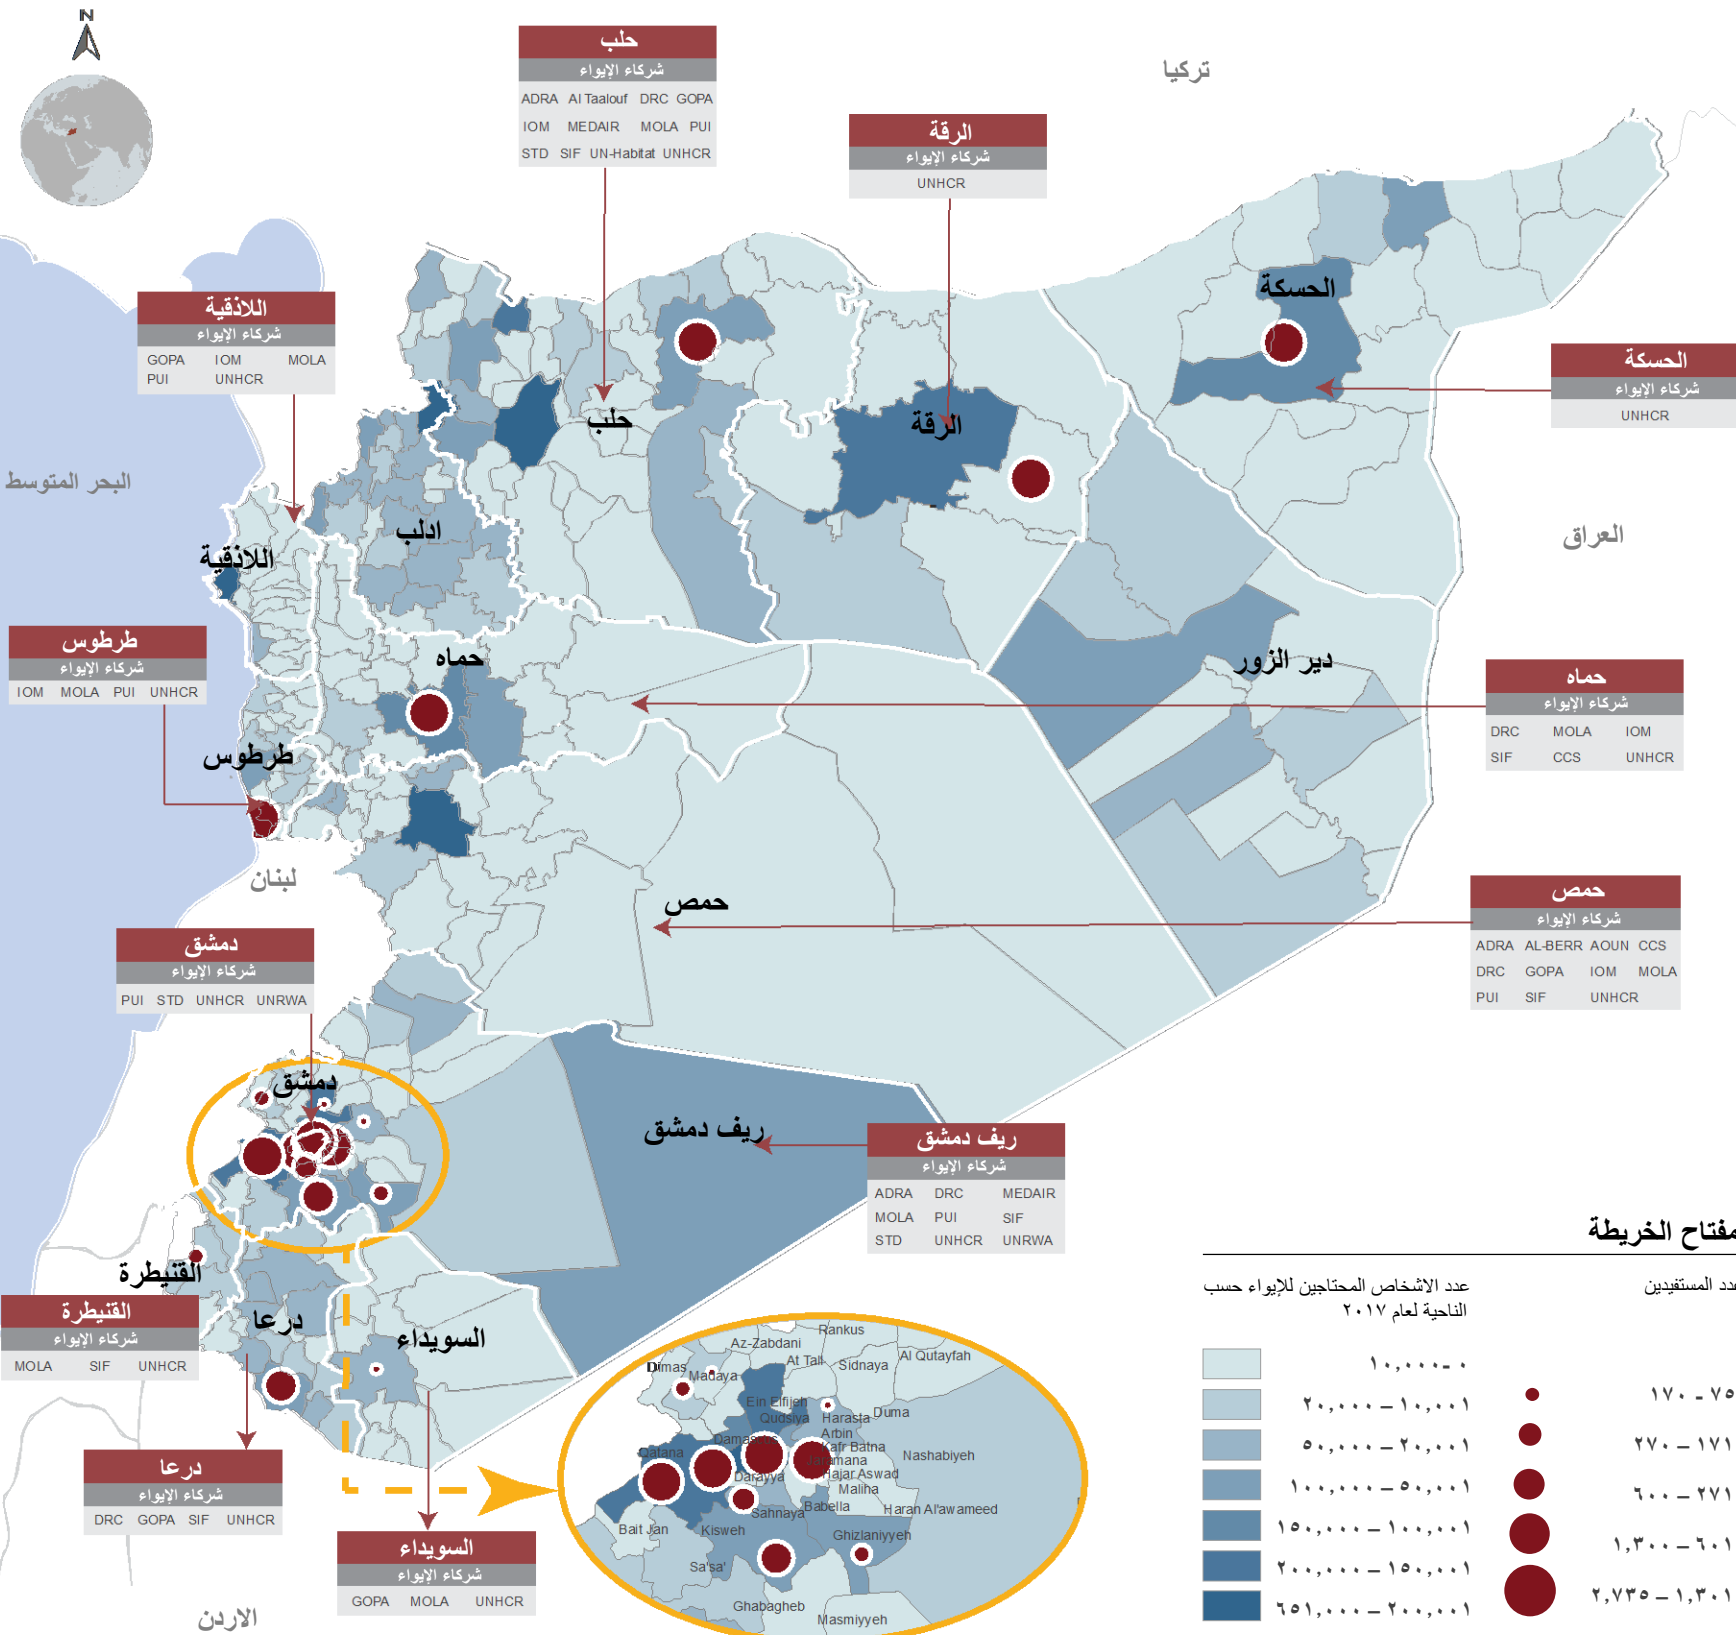 N
تركيا
حلب
شركاء الإيواء
ADRA Al Taalouf DRC GOPA
IOM MEDAIR MOLA PUI
STD SIF UN-Habitat UNHCR
الرقة
شركاء الإيواء
UNHCR
اللاذقية
شركاء الإيواء
GOPA IOM MOLA
PUI UNHCR
الحسكة
الحسكة
شركاء الإيواء
UNHCR
حلب
الرقة
البحر المتوسط
ادلب
العراق
اللاذقية
طرطوس
شركاء الإيواء
IOM MOLA PUI UNHCR
حماه
دير الزور
حماه
شركاء الإيواء
DRC MOLA IOM
SIF CCS UNHCR
طرطوس
لبنان
حمص
حمص
شركاء الإيواء
ADRA AL-BERR AOUN CCS
DRC GOPA IOM MOLA
PUI SIF UNHCR
دمشق
شركاء الإيواء
PUI STD UNHCR UNRWA
دمشق
ريف دمشق
ريف دمشق
شركاء الإيواء
ADRA DRC MEDAIR
MOLA PUI SIF
STD UNHCR UNRWA
القنيطرة
القنيطرة
شركاء الإيواء
MOLA SIF UNHCR
درعا
السويداء
درعا
شركاء الإيواء
DRC GOPA SIF UNHCR
السويداء
شركاء الإيواء
GOPA MOLA UNHCR
الاردن
Rankus
Az-Zabdani
At Tall
Sidnaya
Al Qutayfah
Dimas
Madaya
Ein Elfijeh
Qudsiya
Harasta
Duma
Arbin
Damascus
Kafr Batna
Qatana
Jaramana
Nashabiyeh
Darayya
Hajar Aswad
Maliha
Sahnaya
Babella
Haran Al'awameed
Bait Jan
Kisweh
Ghizlaniyyeh
Sa'sa'
Ghabagheb
Masmiyyeh
مفتاح الخريطة
عدد المستفيدين
١٧٠ - ٧٥
٢٧٠ – ١٧١
٦٠٠ – ٢٧١
١,٣٠٠ – ٦٠١
٢,٧٣٥ – ١,٣٠١
عدد الاشخاص المحتاجين للإيواء حسب
الناحية لعام ٢٠١٧
١٠,٠٠٠ - ٠
٢٠,٠٠٠ – ١٠,٠٠١
٥٠,٠٠٠ – ٢٠,٠٠١
١٠٠,٠٠٠ – ٥٠,٠٠١
١٥٠,٠٠٠ – ١٠٠,٠٠١
٢٠٠,٠٠٠ – ١٥٠,٠٠١
٦٥١,٠٠٠ – ٢٠٠,٠٠١